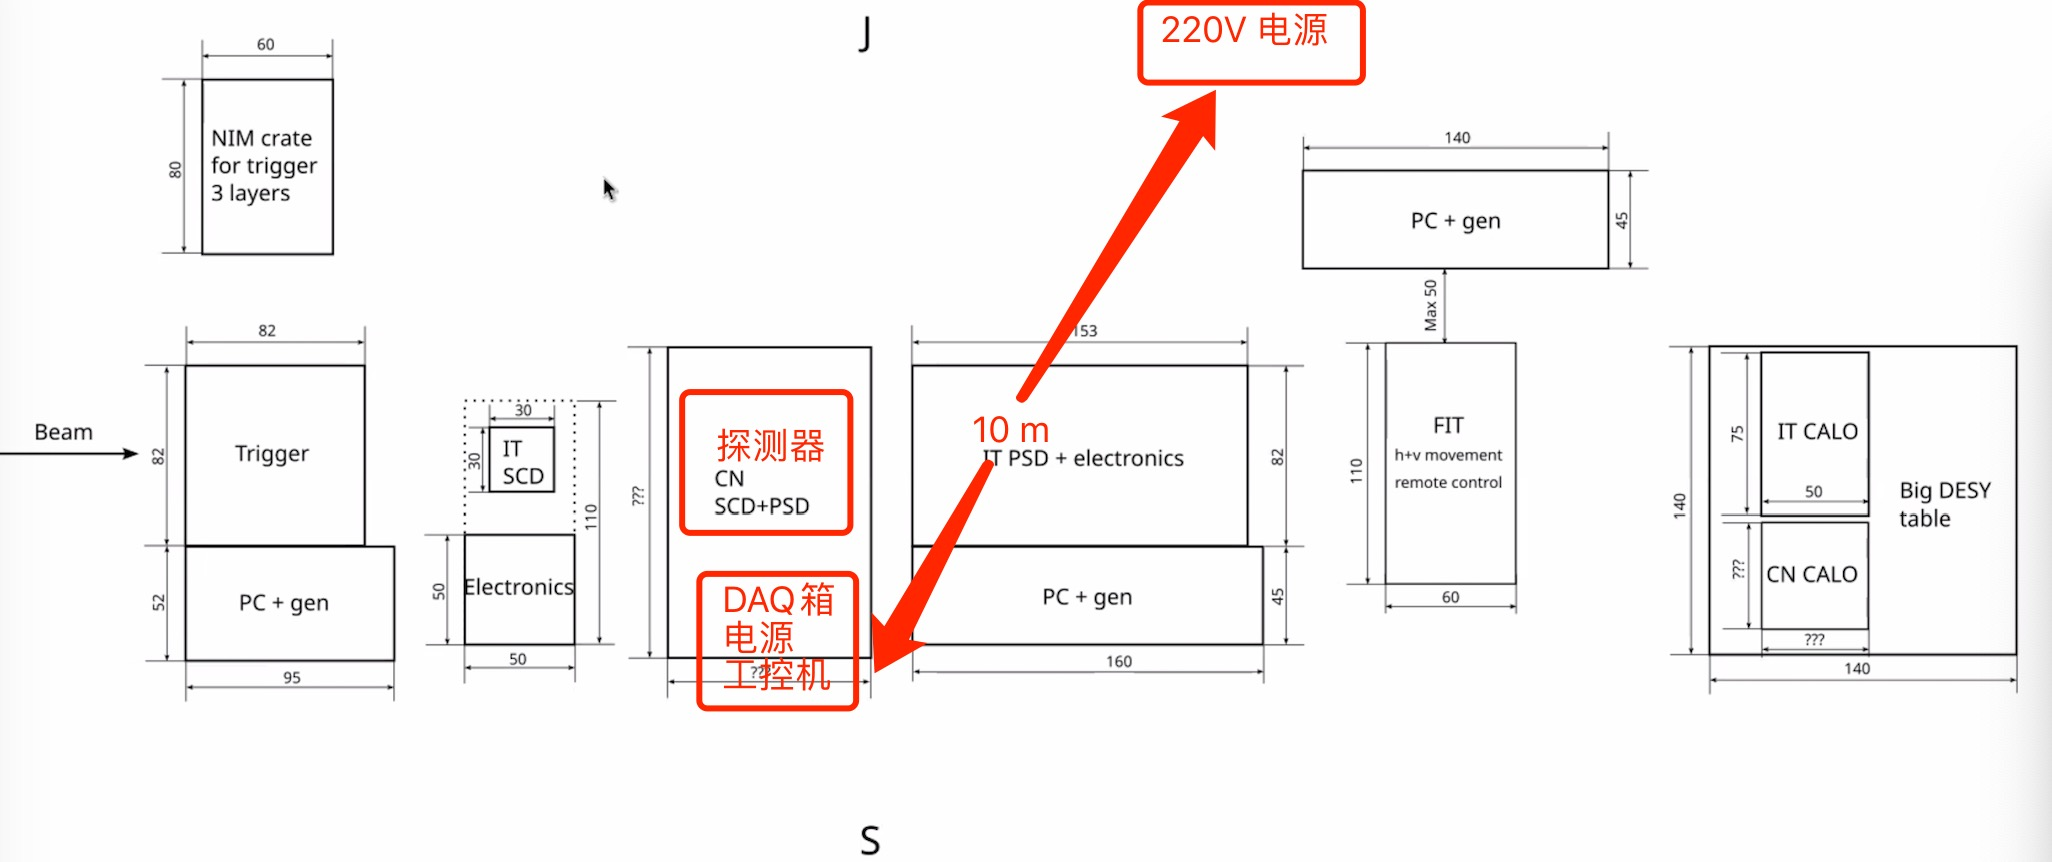 J
220V 电源
60
80
NIM crate
for trigger
3 layers
140
PC + gen
45
Max 50
Beam
82
82
Trigger
52
PC + gen
95
30
30
IT
SCD
110
50
Electronics
50
???
探测器
CN
SCD+PSD
DAQ 箱
电源
工控机
???
153
10 m
IT PSD + electronics
82
PC + gen
45
160
110
FIT
h+v movement
remote control
60
140
75
IT CALO
50
???
CN CALO
???
Big DESY
table
140
S